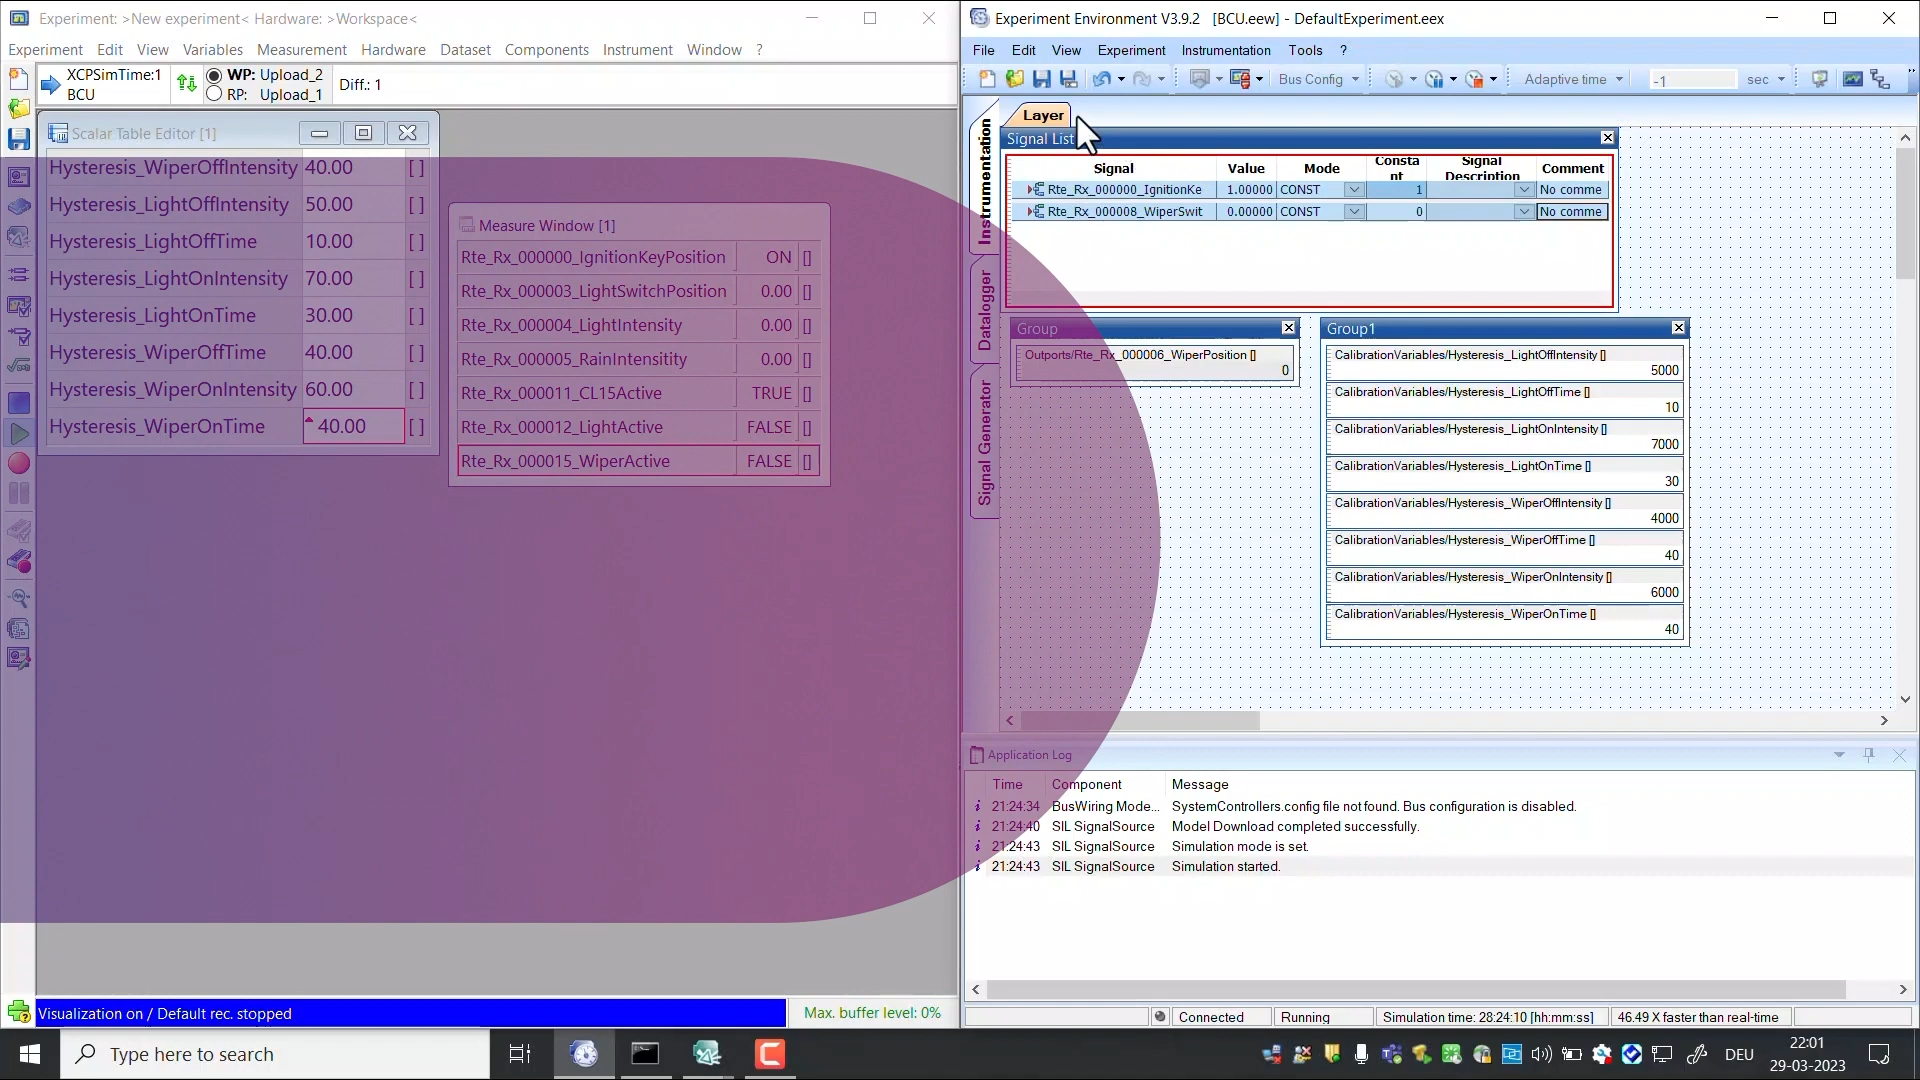 Experiment: >New experiment< Hardware: >Workspace<
Experiment Edit View Variables Measurement Hardware Dataset Components Instrument Window ?
XCPSimTime:1
BCU
WP: Upload_2
RP: Upload_1
Diff.: 1
Scalar Table Editor [1]
Hysteresis_WiperOffIntensity 40.00 [ ]
Hysteresis_LightOffIntensity 50.00 [ ]
Hysteresis_LightOffTime 10.00 [ ]
Hysteresis_LightOnIntensity 70.00 [ ]
Hysteresis_LightOnTime 30.00 [ ]
Hysteresis_WiperOffTime 40.00 [ ]
Hysteresis_WiperOnIntensity 60.00 [ ]
Hysteresis_WiperOnTime 40.00 [ ]
Measure Window [1]
Rte_Rx_000000_IgnitionKeyPosition ON []
Rte_Rx_000003_LightSwitchPosition 0.00 []
Rte_Rx_000004_LightIntensity 0.00 []
Rte_Rx_000005_RainIntensitity 0.00 []
Rte_Rx_000011_CL15Active TRUE []
Rte_Rx_000012_LightActive FALSE []
Rte_Rx_000015_WiperActive FALSE []
Visualization on / Default rec. stopped
Max. buffer level: 0%
Experiment Environment V3.9.2 [BCU.eew] - DefaultExperiment.eex
File Edit View Experiment Instrumentation Tools ?
Bus Config Adaptive time -1 sec
Instrumentation
Datalogger
Signal Generator
Layer
Signal List
Signal Value Mode Consta
nt Signal
Description Comment
Rte_Rx_000000_IgnitionKe 1.00000 CONST 1 No comme
Rte_Rx_000008_WiperSwit 0.00000 CONST 0 No comme
Group
Outports/Rte_Rx_000006_WiperPosition []
0
Group1
CalibrationVariables/Hysteresis_LightOffIntensity []
5000
CalibrationVariables/Hysteresis_LightOffTime []
10
CalibrationVariables/Hysteresis_LightOnIntensity []
7000
CalibrationVariables/Hysteresis_LightOnTime []
30
CalibrationVariables/Hysteresis_WiperOffIntensity []
4000
CalibrationVariables/Hysteresis_WiperOffTime []
40
CalibrationVariables/Hysteresis_WiperOnIntensity []
6000
CalibrationVariables/Hysteresis_WiperOnTime []
40
Application Log
Time Component Message
21:24:34 BusWiring Mode... SystemControllers.config file not found. Bus configuration is disabled.
21:24:40 SIL SignalSource Model Download completed successfully.
21:24:43 SIL SignalSource Simulation mode is set.
21:24:43 SIL SignalSource Simulation started.
Connected Running Simulation time: 28:24:10 [hh:mm:ss] 46.49 X faster than real-time
Type here to search
DEU
22:01
29-03-2023